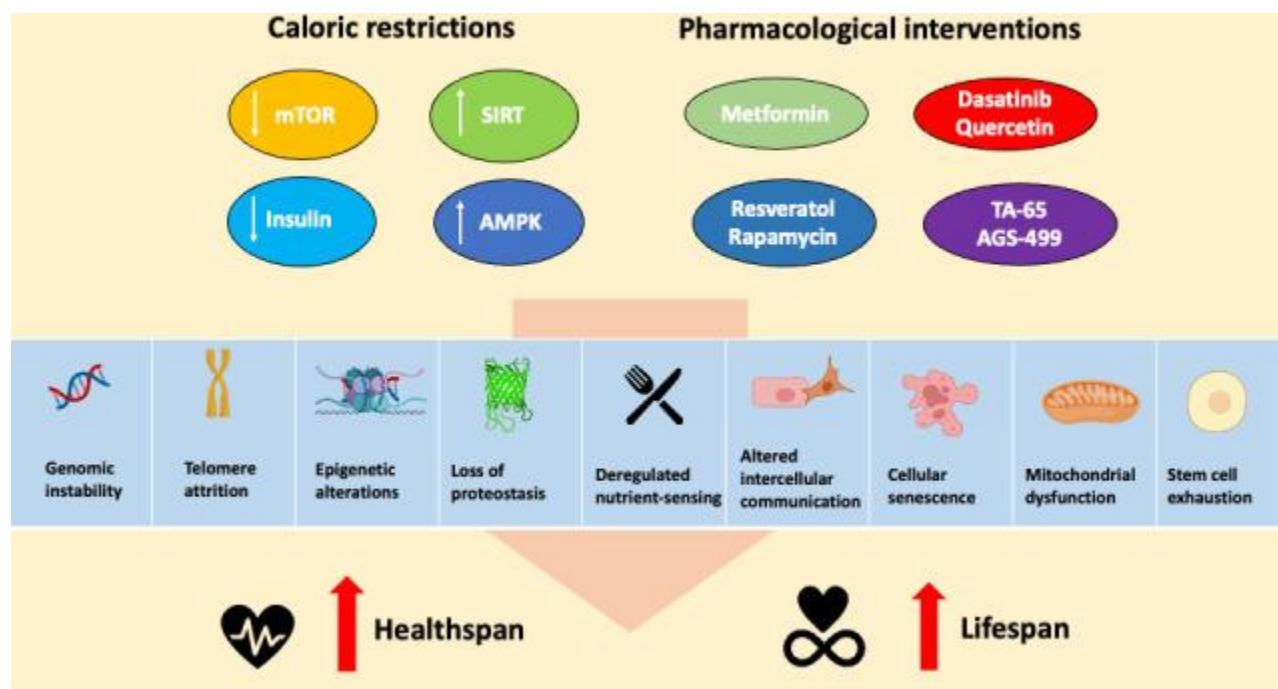 Caloric restrictions
Pharmacological interventions
mTOR
SIRT
Metformin
Dasatinib
Quercetin
Insulin
AMPK
Resveratol
Rapamycin
TA-65
AGS-499
Genomic
instability
Telomere
attrition
Epigenetic
alterations
Loss of
proteostasis
Deregulated
nutrient-sensing
Altered
intercellular
communication
Cellular
senescence
Mitochondrial
dysfunction
Stem cell
exhaustion
Healthspan
Lifespan